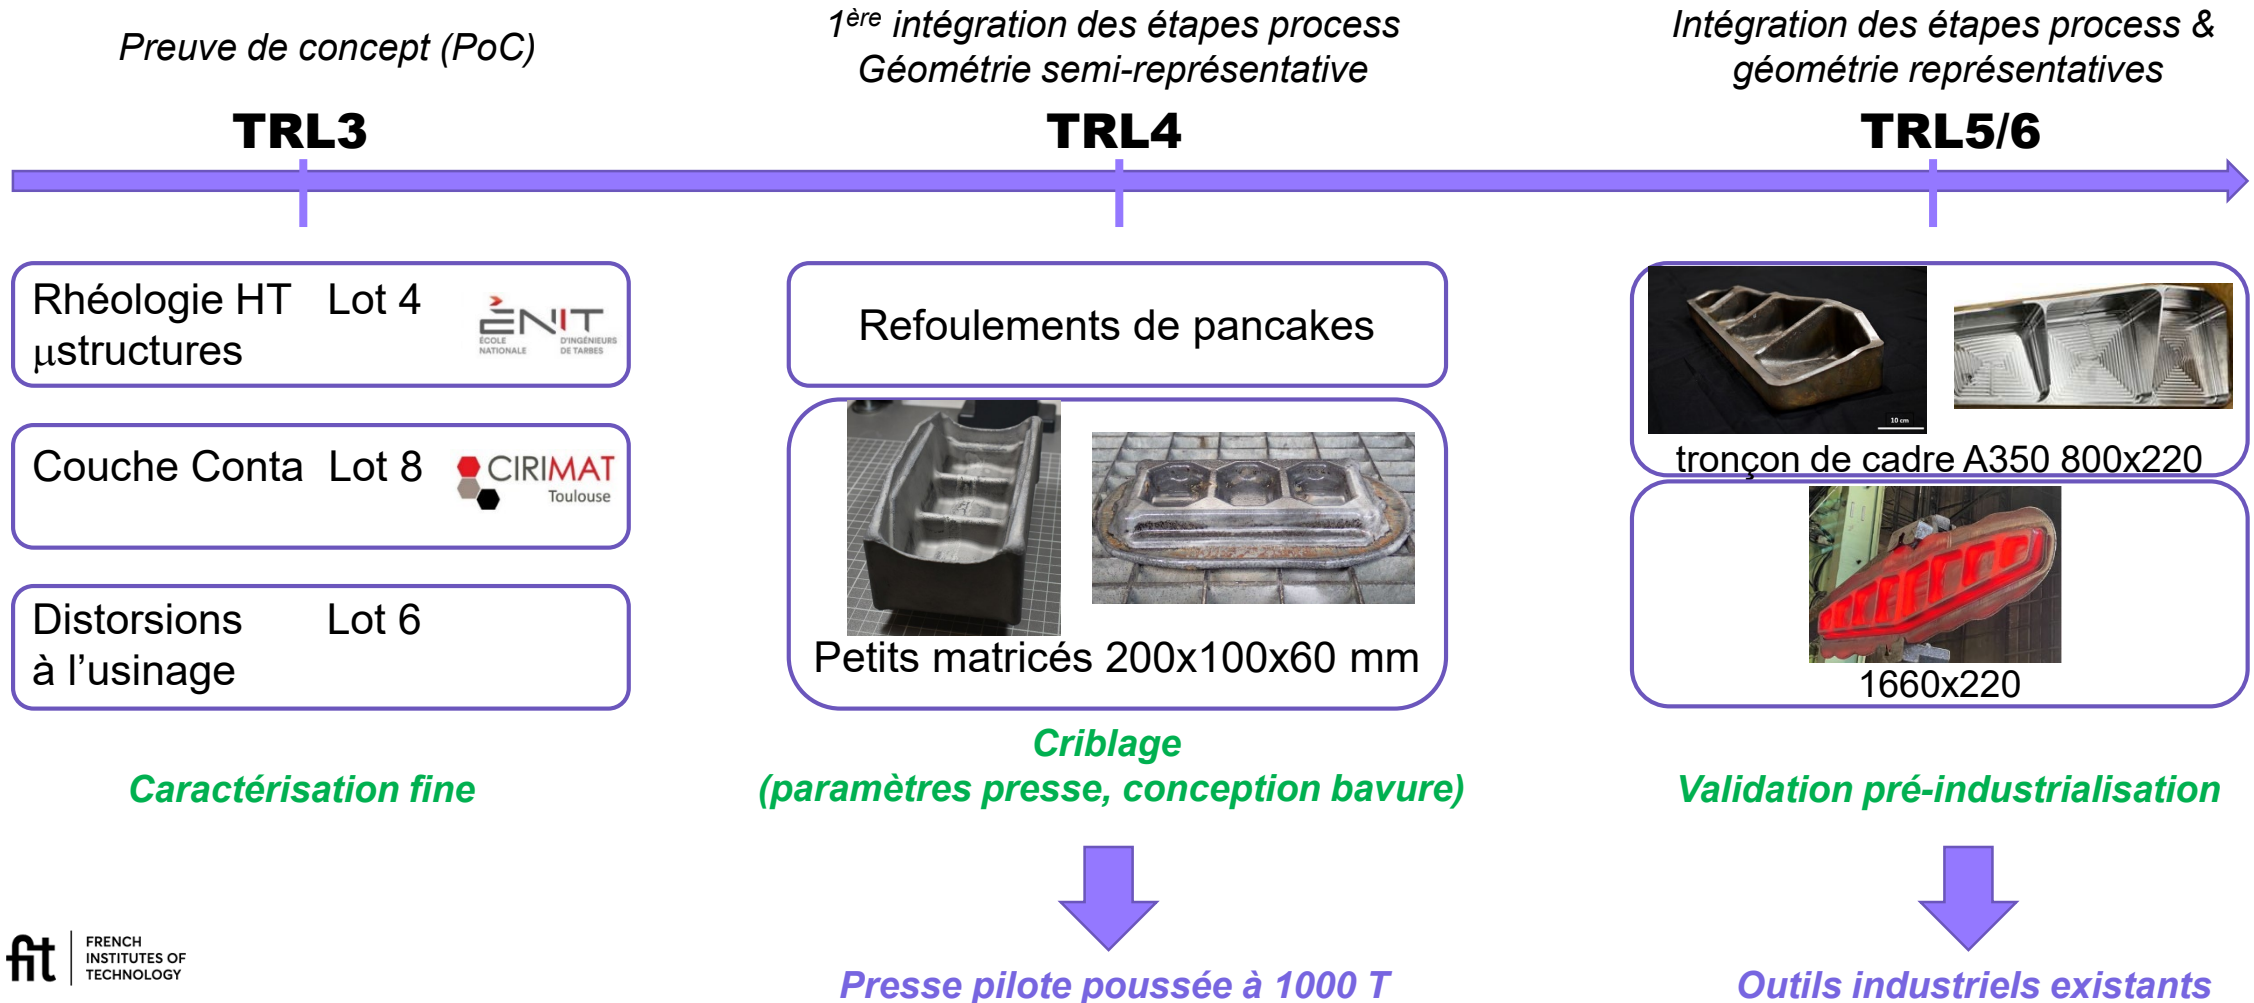 Preuve de concept (PoC)
1ère intégration des étapes process
Géométrie semi-représentative
Intégration des étapes process &
géométrie représentatives
TRL3
TRL4
TRL5/6
Rhéologie HT Lot 4
µstructures
ÈNIT
ÉCOLE D'INGÉNIEURS
NATIONALE DE TARBES
Couche Conta Lot 8
CIRIMAT
Toulouse
Distorsions Lot 6
à l'usinage
Caractérisation fine
Refoulements de pancakes
Petits matricés 200x100x60 mm
Criblage
(paramètres presse, conception bavure)
Presse pilote poussée à 1000 T
10 cm
tronçon de cadre A350 800x220
1660x220
Validation pré-industrialisation
Outils industriels existants
fit
FRENCH
INSTITUTES OF
TECHNOLOGY